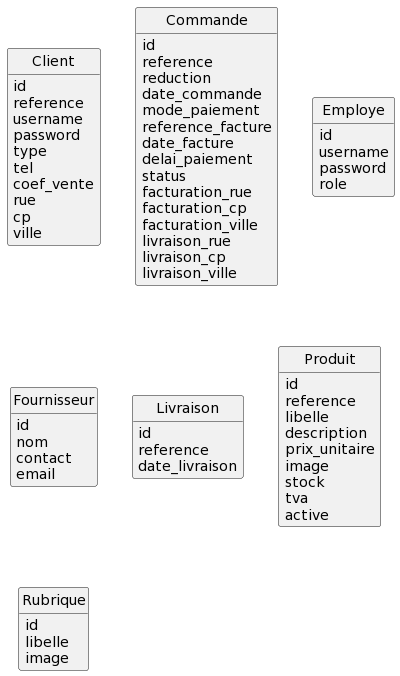 Client
id
reference
username
password
type
tel
coef_vente
rue
cp
ville
Commande
id
reference
reduction
date_commande
mode_paiement
reference_facture
date_facture
delai_paiement
status
facturation_rue
facturation_cp
facturation_ville
livraison_rue
livraison_cp
livraison_ville
Employe
id
username
password
role
Fournisseur
id
nom
contact
email
Livraison
id
reference
date_livraison
Produit
id
reference
libelle
description
prix_unitaire
image
stock
tva
active
Rubrique
id
libelle
image